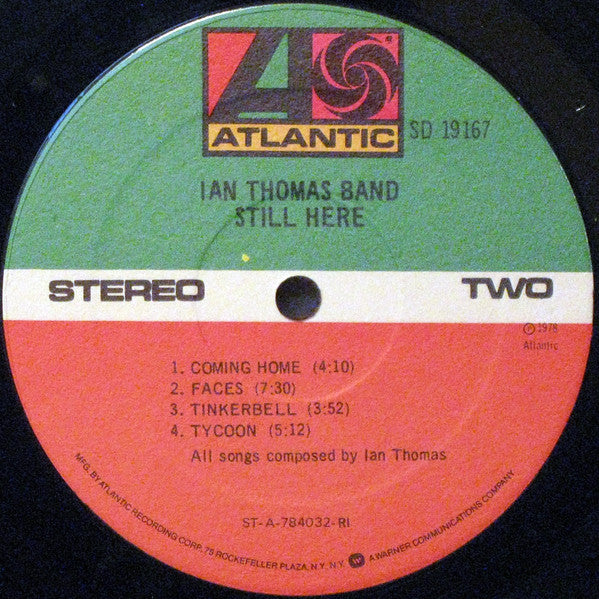 ATLANTIC
®
SD 19167
IAN THOMAS BAND
STILL HERE
STEREO
TWO
℗ 1978
Atlantic
1. COMING HOME (4:10)
2. FACES (7:30)
3. TINKERBELL (3:52)
4. TYCOON (5:12)
All songs composed by Ian Thomas
ST-A-784032-RI
MFG. BY ATLANTIC RECORDING CORP. 75 ROCKEFELLER PLAZA, N.Y. N.Y. A WARNER COMMUNICATIONS COMPANY